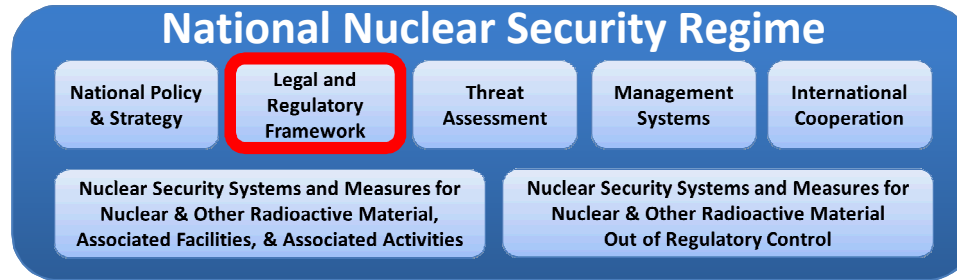 National Nuclear Security Regime
National Policy
& Strategy
Legal and
Regulatory
Framework
Threat
Assessment
Management
Systems
International
Cooperation
Nuclear Security Systems and Measures for
Nuclear & Other Radioactive Material,
Associated Facilities, & Associated Activities
Nuclear Security Systems and Measures for
Nuclear & Other Radioactive Material
Out of Regulatory Control